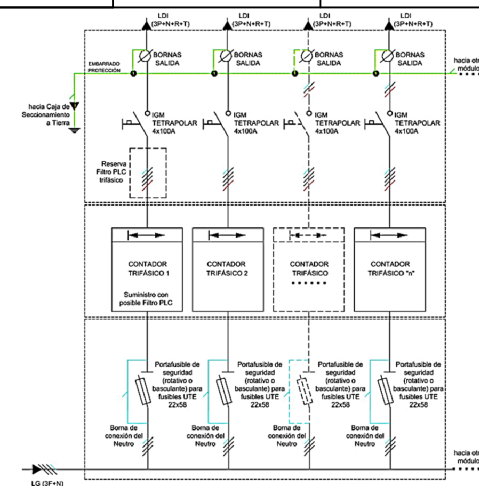 LDI
(3P+N+R+T)
LDI
(3P+N+R+T)
LDI
(3P+N+R+T)
LDI
(3P+N+R+T)
BORNAS
SALIDA
BORNAS
SALIDA
BORNAS
SALIDA
BORNAS
SALIDA
EMBARRADO
PROTECCIÓN
hacia otr
módulo
hacia Caja de
Seccionamiento
a Tierra
IGM
TETRAPOLAR
4x100A
IGM
TETRAPOLAR
4x100A
IGM
TETRAPOLAR
4x100A
IGM
TETRAPOLAR
4x100A
Reserva
Filtro PLC
trifásico
CONTADOR
TRIFÁSICO 1
Suministro con
posible Filtro PLC
CONTADOR
TRIFÁSICO 2
CONTADOR
TRIFÁSICO
CONTADOR
TRIFÁSICO "n"
Portafusible de
seguridad
(rotativo o
basculante) para
fusibles UTE
22x58
Portafusible de
seguridad
(rotativo o
basculante) para
fusibles UTE
22x58
Portafusible de
seguridad
(rotativo o
basculante) para
fusibles UTE
22x58
Portafusible de
seguridad
(rotativo o
basculante) para
fusibles UTE
22x58
Borna de
conexión del
Neutro
Borna de
conexión del
Neutro
Borna de
conexión del
Neutro
Borna de
conexión del
Neutro
hacia otr
módulo
LG (3F+N)